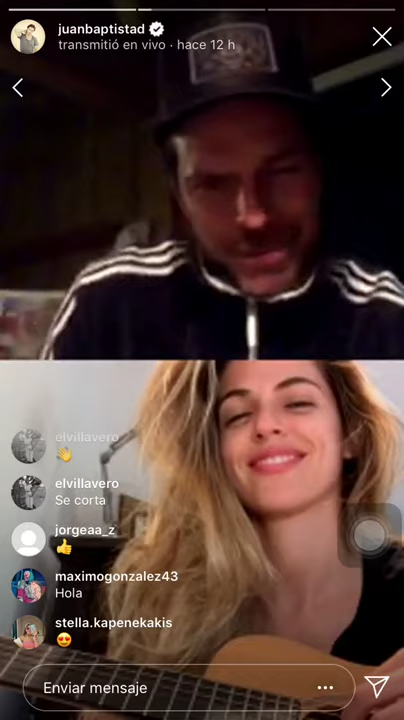 juanbaptistad
transmitió en vivo · hace 12 h
elvillavero
👋
elvillavero
Se corta
jorgeaa_z
👍
maximogonzalez43
Hola
stella.kapenekakis
😍
Enviar mensaje